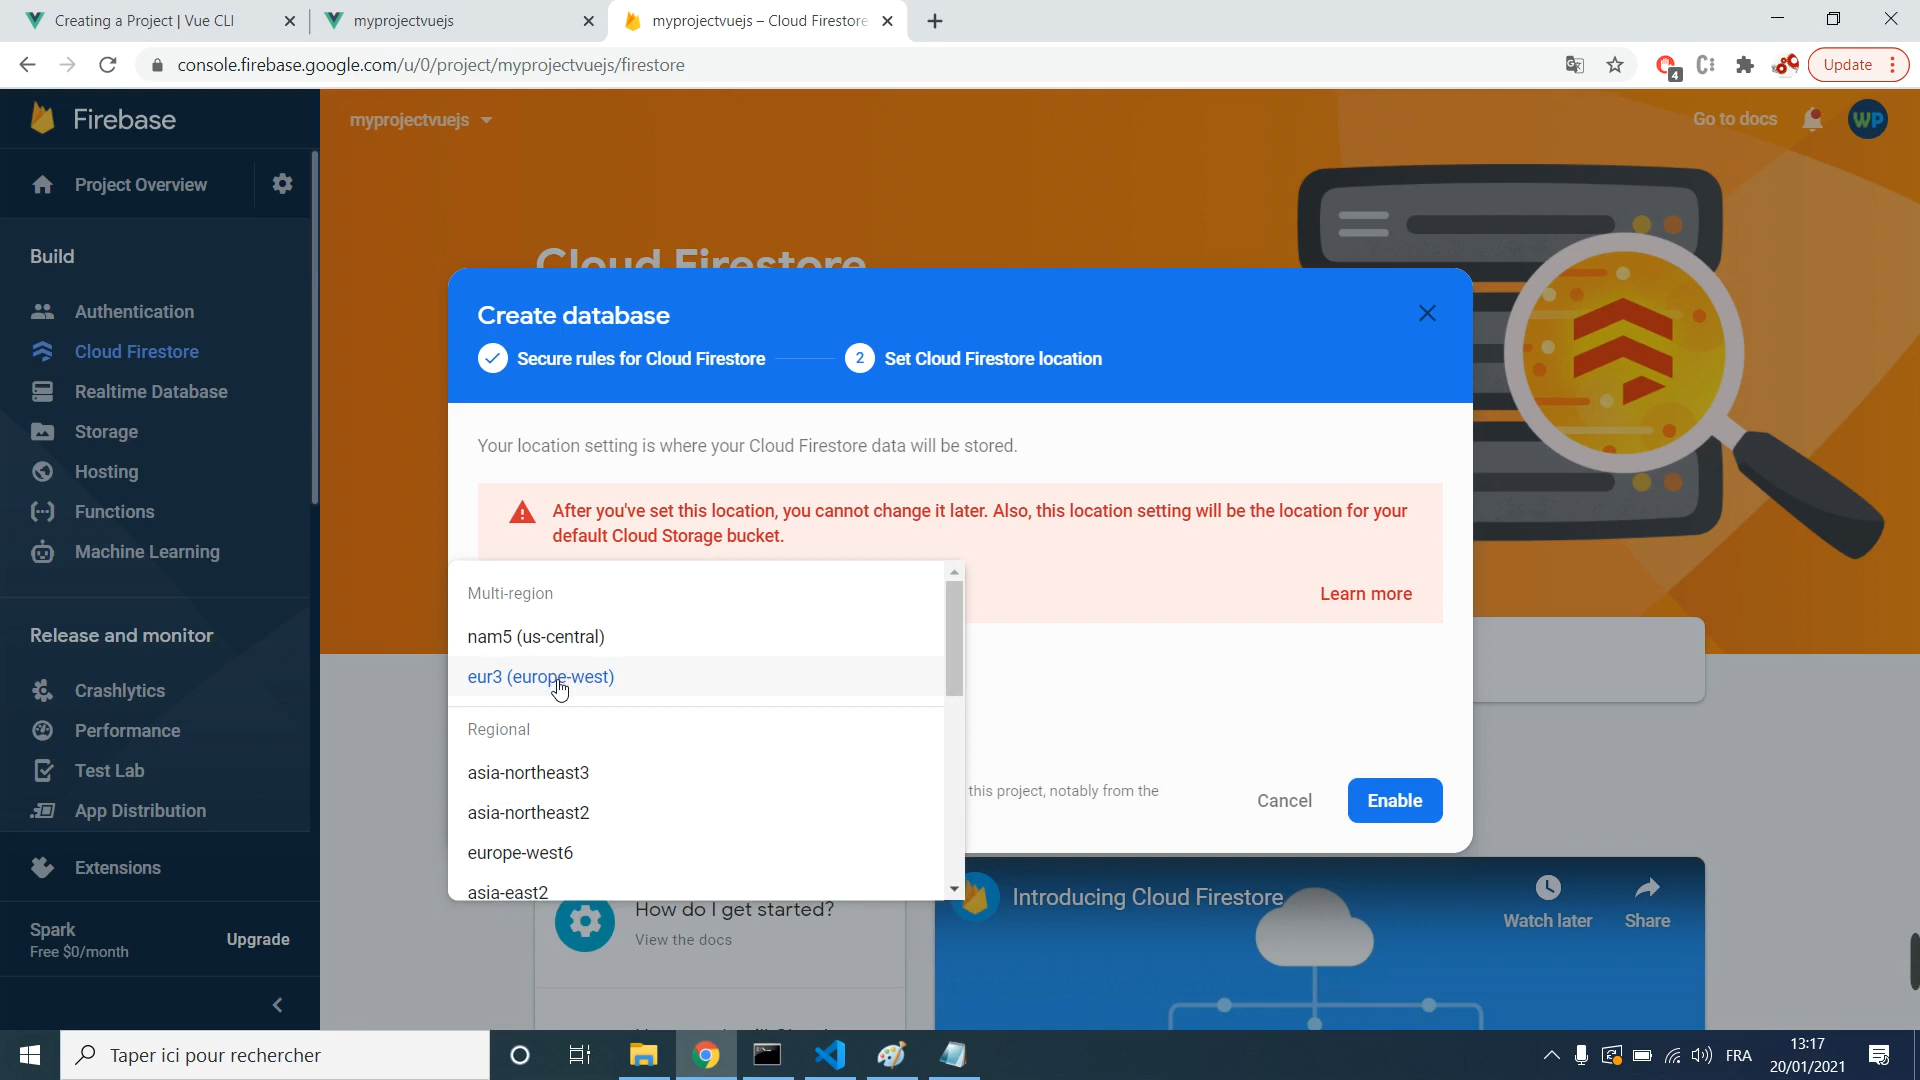 Creating a Project | Vue CLI
myprojectvuejs
myprojectvuejs – Cloud Firestore
console.firebase.google.com/u/0/project/myprojectvuejs/firestore
4
Update
Firebase
myprojectvuejs
Go to docs
WP
Project Overview
Build
Authentication
Cloud Firestore
Realtime Database
Storage
Hosting
Functions
Machine Learning
Release and monitor
Crashlytics
Performance
Test Lab
App Distribution
Extensions
Spark
Free $0/month
Upgrade
Cloud Firestore
Create database
Secure rules for Cloud Firestore
2
Set Cloud Firestore location
Your location setting is where your Cloud Firestore data will be stored.
After you've set this location, you cannot change it later. Also, this location setting will be the location for your
default Cloud Storage bucket.
Learn more
Multi-region
nam5 (us-central)
eur3 (europe-west)
Regional
asia-northeast3
asia-northeast2
europe-west6
asia-east2
this project, notably from the
Cancel
Enable
How do I get started?
View the docs
Introducing Cloud Firestore
Watch later
Share
Taper ici pour rechercher
FRA
13:17
20/01/2021